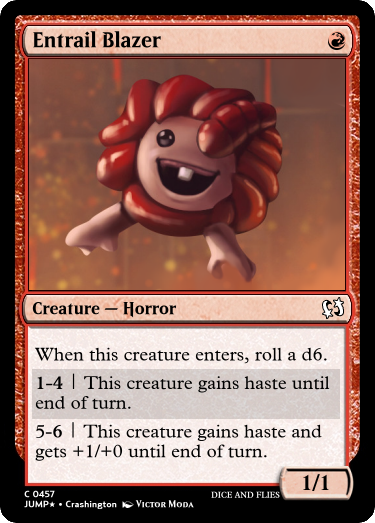 Entrail Blazer
Creature — Horror
When this creature enters, roll a d6.
1-4 | This creature gains haste until
end of turn.
5-6 | This creature gains haste and
gets +1/+0 until end of turn.
1/1
C 0457
DICE AND FLIES
JUMP★ • Crashington Victor Moda